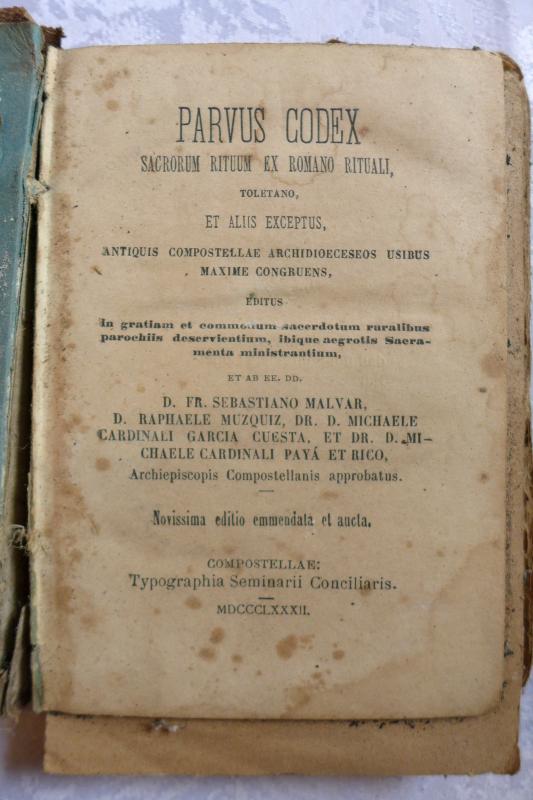 PARVUS CODEX
SACRORUM RITUUM EX ROMANO RITUALI,
TOLETANO,
ET ALIIS EXCEPTUS,
ANTIQUIS COMPOSTELLAE ARCHIDIOECESEOS USIBUS
MAXIME CONGRUENS,
EDITUS
In gratiam et commodum sacerdotum ruralibus
parochiis deservientium, ibique aegrotis Sacra-
menta ministrantium,
ET AB EE. DD.
D. FR. SEBASTIANO MALVAR,
D. RAPHAELE MUZQUIZ, DR. D. MICHAELE
CARDINALI GARCIA CUESTA, ET DR. D. MI-
CHAELE CARDINALI PAYÁ ET RICO,
Archiepiscopis Compostellanis approbatus.
Novissima editio emmendata et aucta.
COMPOSTELLAE:
Typographia Seminarii Conciliaris.
MDCCCLXXXII.